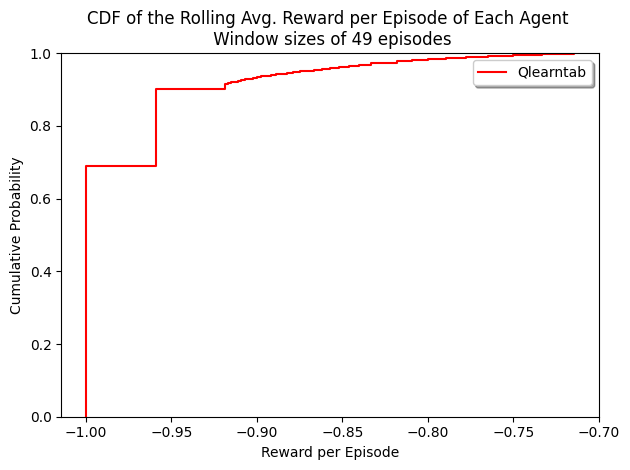 CDF of the Rolling Avg. Reward per Episode of Each Agent
Window sizes of 49 episodes
Qlearntab
Cumulative Probability
1.0
0.8
0.6
0.4
0.2
0.0
−1.00 −0.95 −0.90 −0.85 −0.80 −0.75 −0.70
Reward per Episode